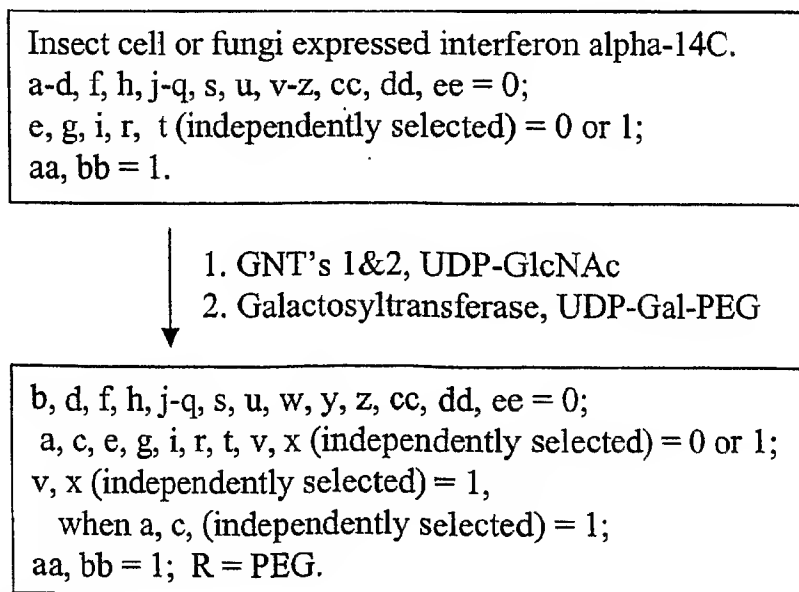 Insect cell or fungi expressed interferon alpha-14C.
a-d, f, h, j-q, s, u, v-z, cc, dd, ee = 0;
e, g, i, r, t (independently selected) = 0 or 1;
aa, bb = 1.
1. GNT's 1&2, UDP-GlcNAc
2. Galactosyltransferase, UDP-Gal-PEG
b, d, f, h, j-q, s, u, w, y, z, cc, dd, ee = 0;
a, c, e, g, i, r, t, v, x (independently selected) = 0 or 1;
v, x (independently selected) = 1,
when a, c, (independently selected) = 1;
aa, bb = 1; R = PEG.